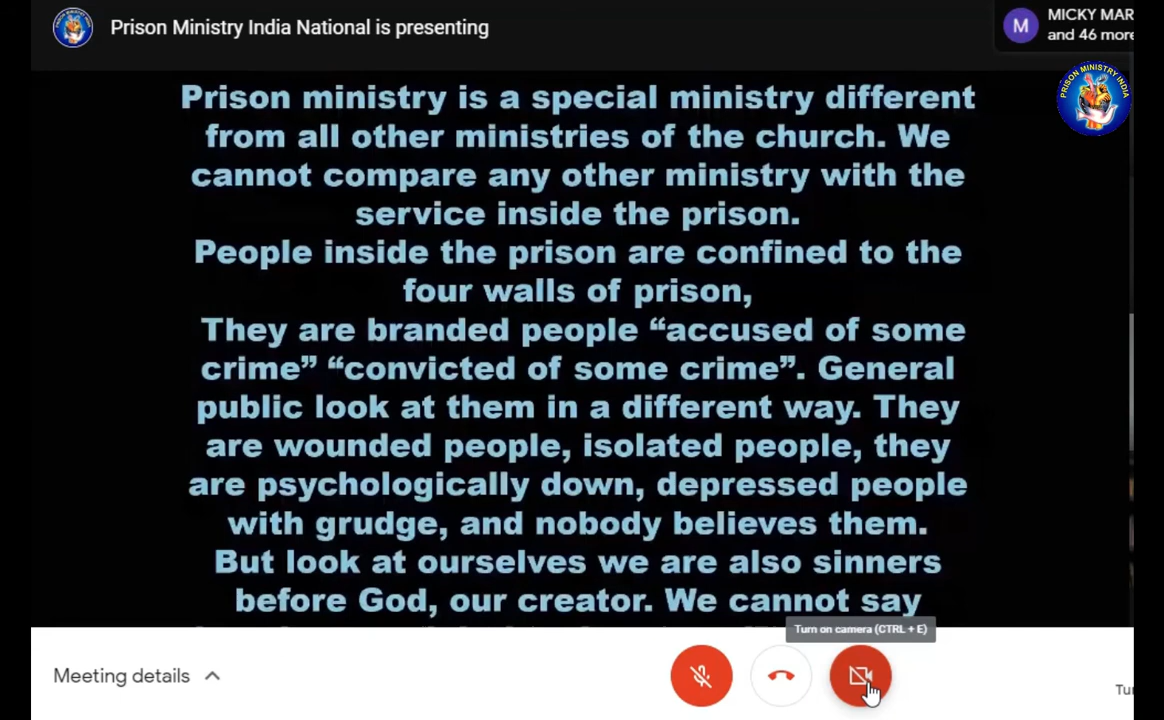 Prison Ministry India National is presenting
M
MICKY MAR
and 46 more
PRISON MINISTRY INDIA
Prison ministry is a special ministry different
from all other ministries of the church. We
cannot compare any other ministry with the
service inside the prison.
People inside the prison are confined to the
four walls of prison,
They are branded people “accused of some
crime” “convicted of some crime”. General
public look at them in a different way. They
are wounded people, isolated people, they
are psychologically down, depressed people
with grudge, and nobody believes them.
But look at ourselves we are also sinners
before God, our creator. We cannot say
Turn on camera (CTRL + E)
Meeting details
Tu